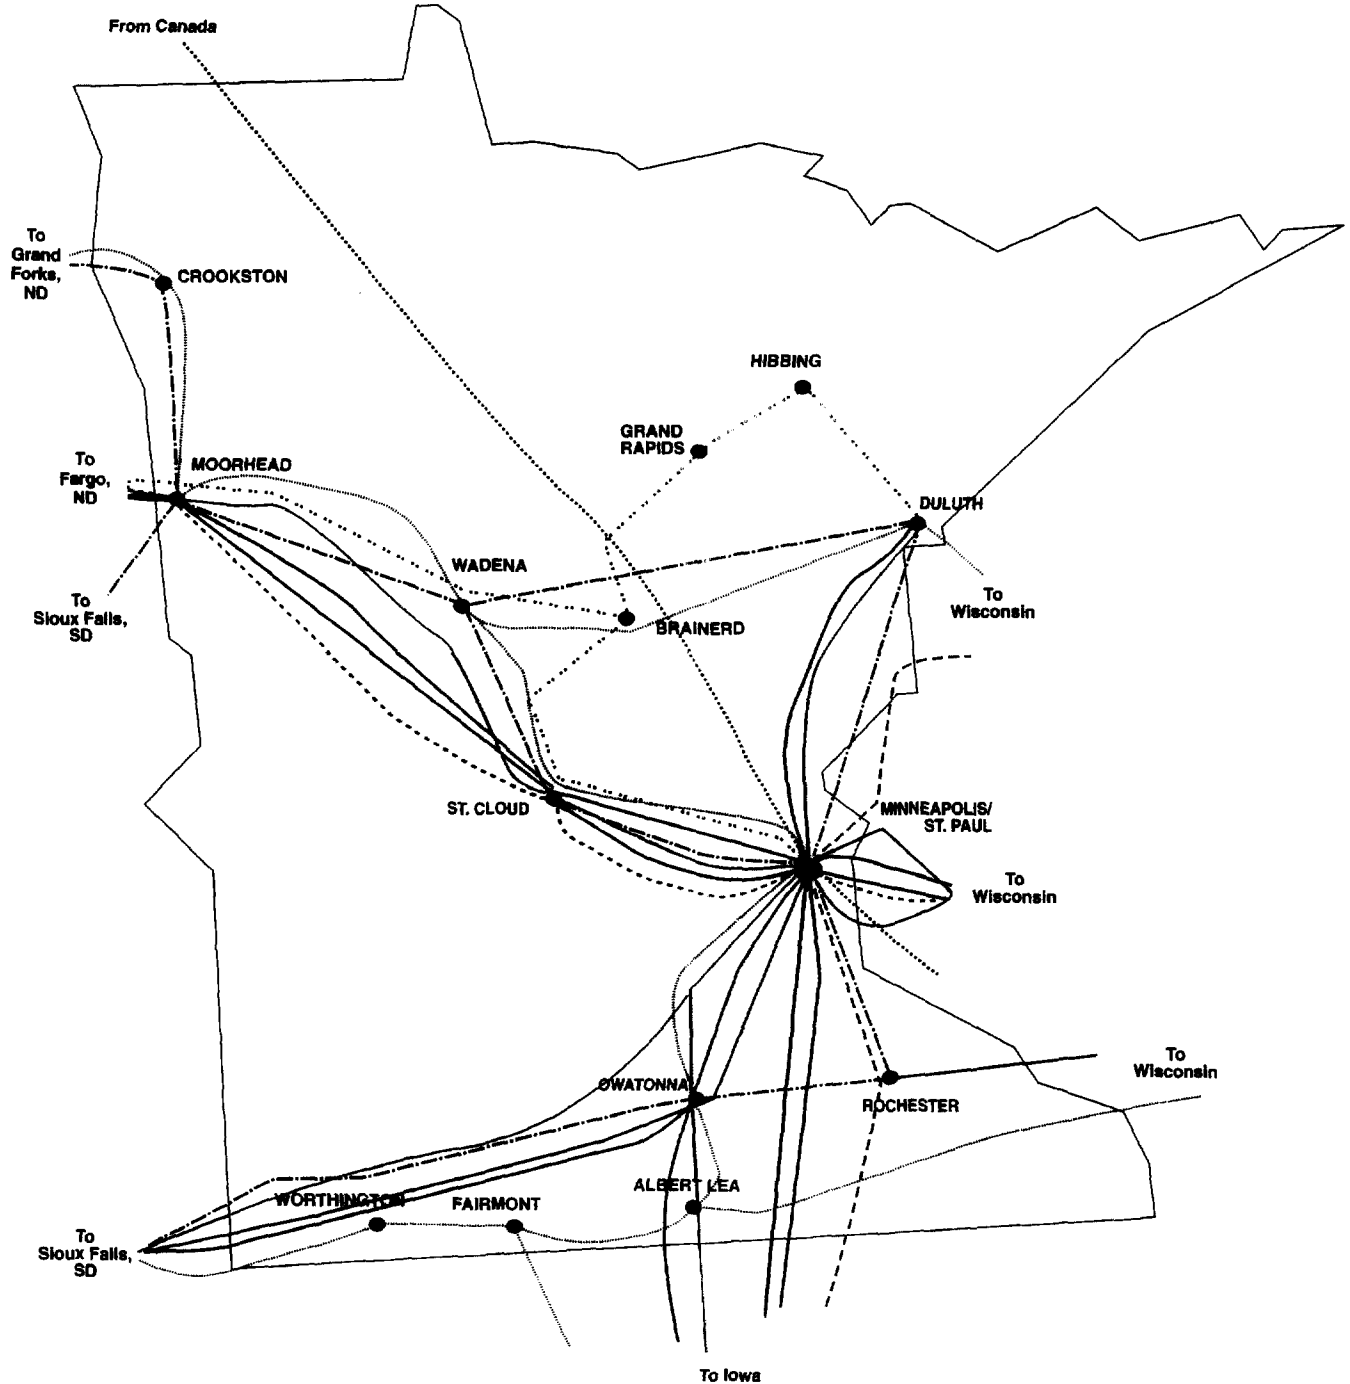 From Canada
To
Grand
Forks,
ND
CROOKSTON
HIBBING
GRAND
RAPIDS
To
Fargo,
ND
MOORHEAD
DULUTH
WADENA
To
Sioux Falls,
SD
To
Wisconsin
BRAINERD
ST. CLOUD
MINNEAPOLIS/
ST. PAUL
To
Wisconsin
To
Wisconsin
OWATONNA
ROCHESTER
ALBERT LEA
WORTHINGTON
FAIRMONT
To
Sioux Falls,
SD
To Iowa